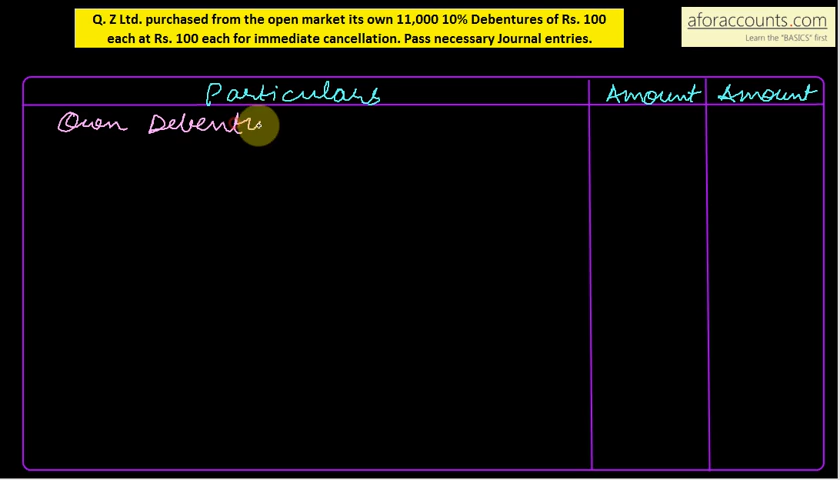 Q. Z Ltd. purchased from the open market its own 11,000 10% Debentures of Rs. 100
each at Rs. 100 each for immediate cancellation. Pass necessary Journal entries.
aforaccounts.com
Learn the "BASICS" first
Particulars Amount Amount
Own Debentu